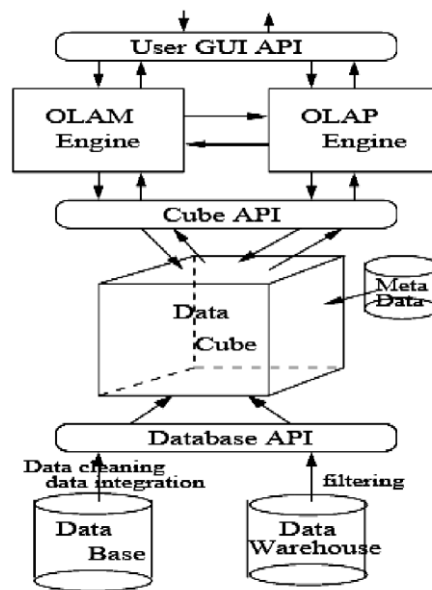 User GUI API
OLAM
Engine
OLAP
Engine
Cube API
Meta
Data
Data
Cube
Database API
Data cleaning
data integration
filtering
Data
Base
Data
Warehouse